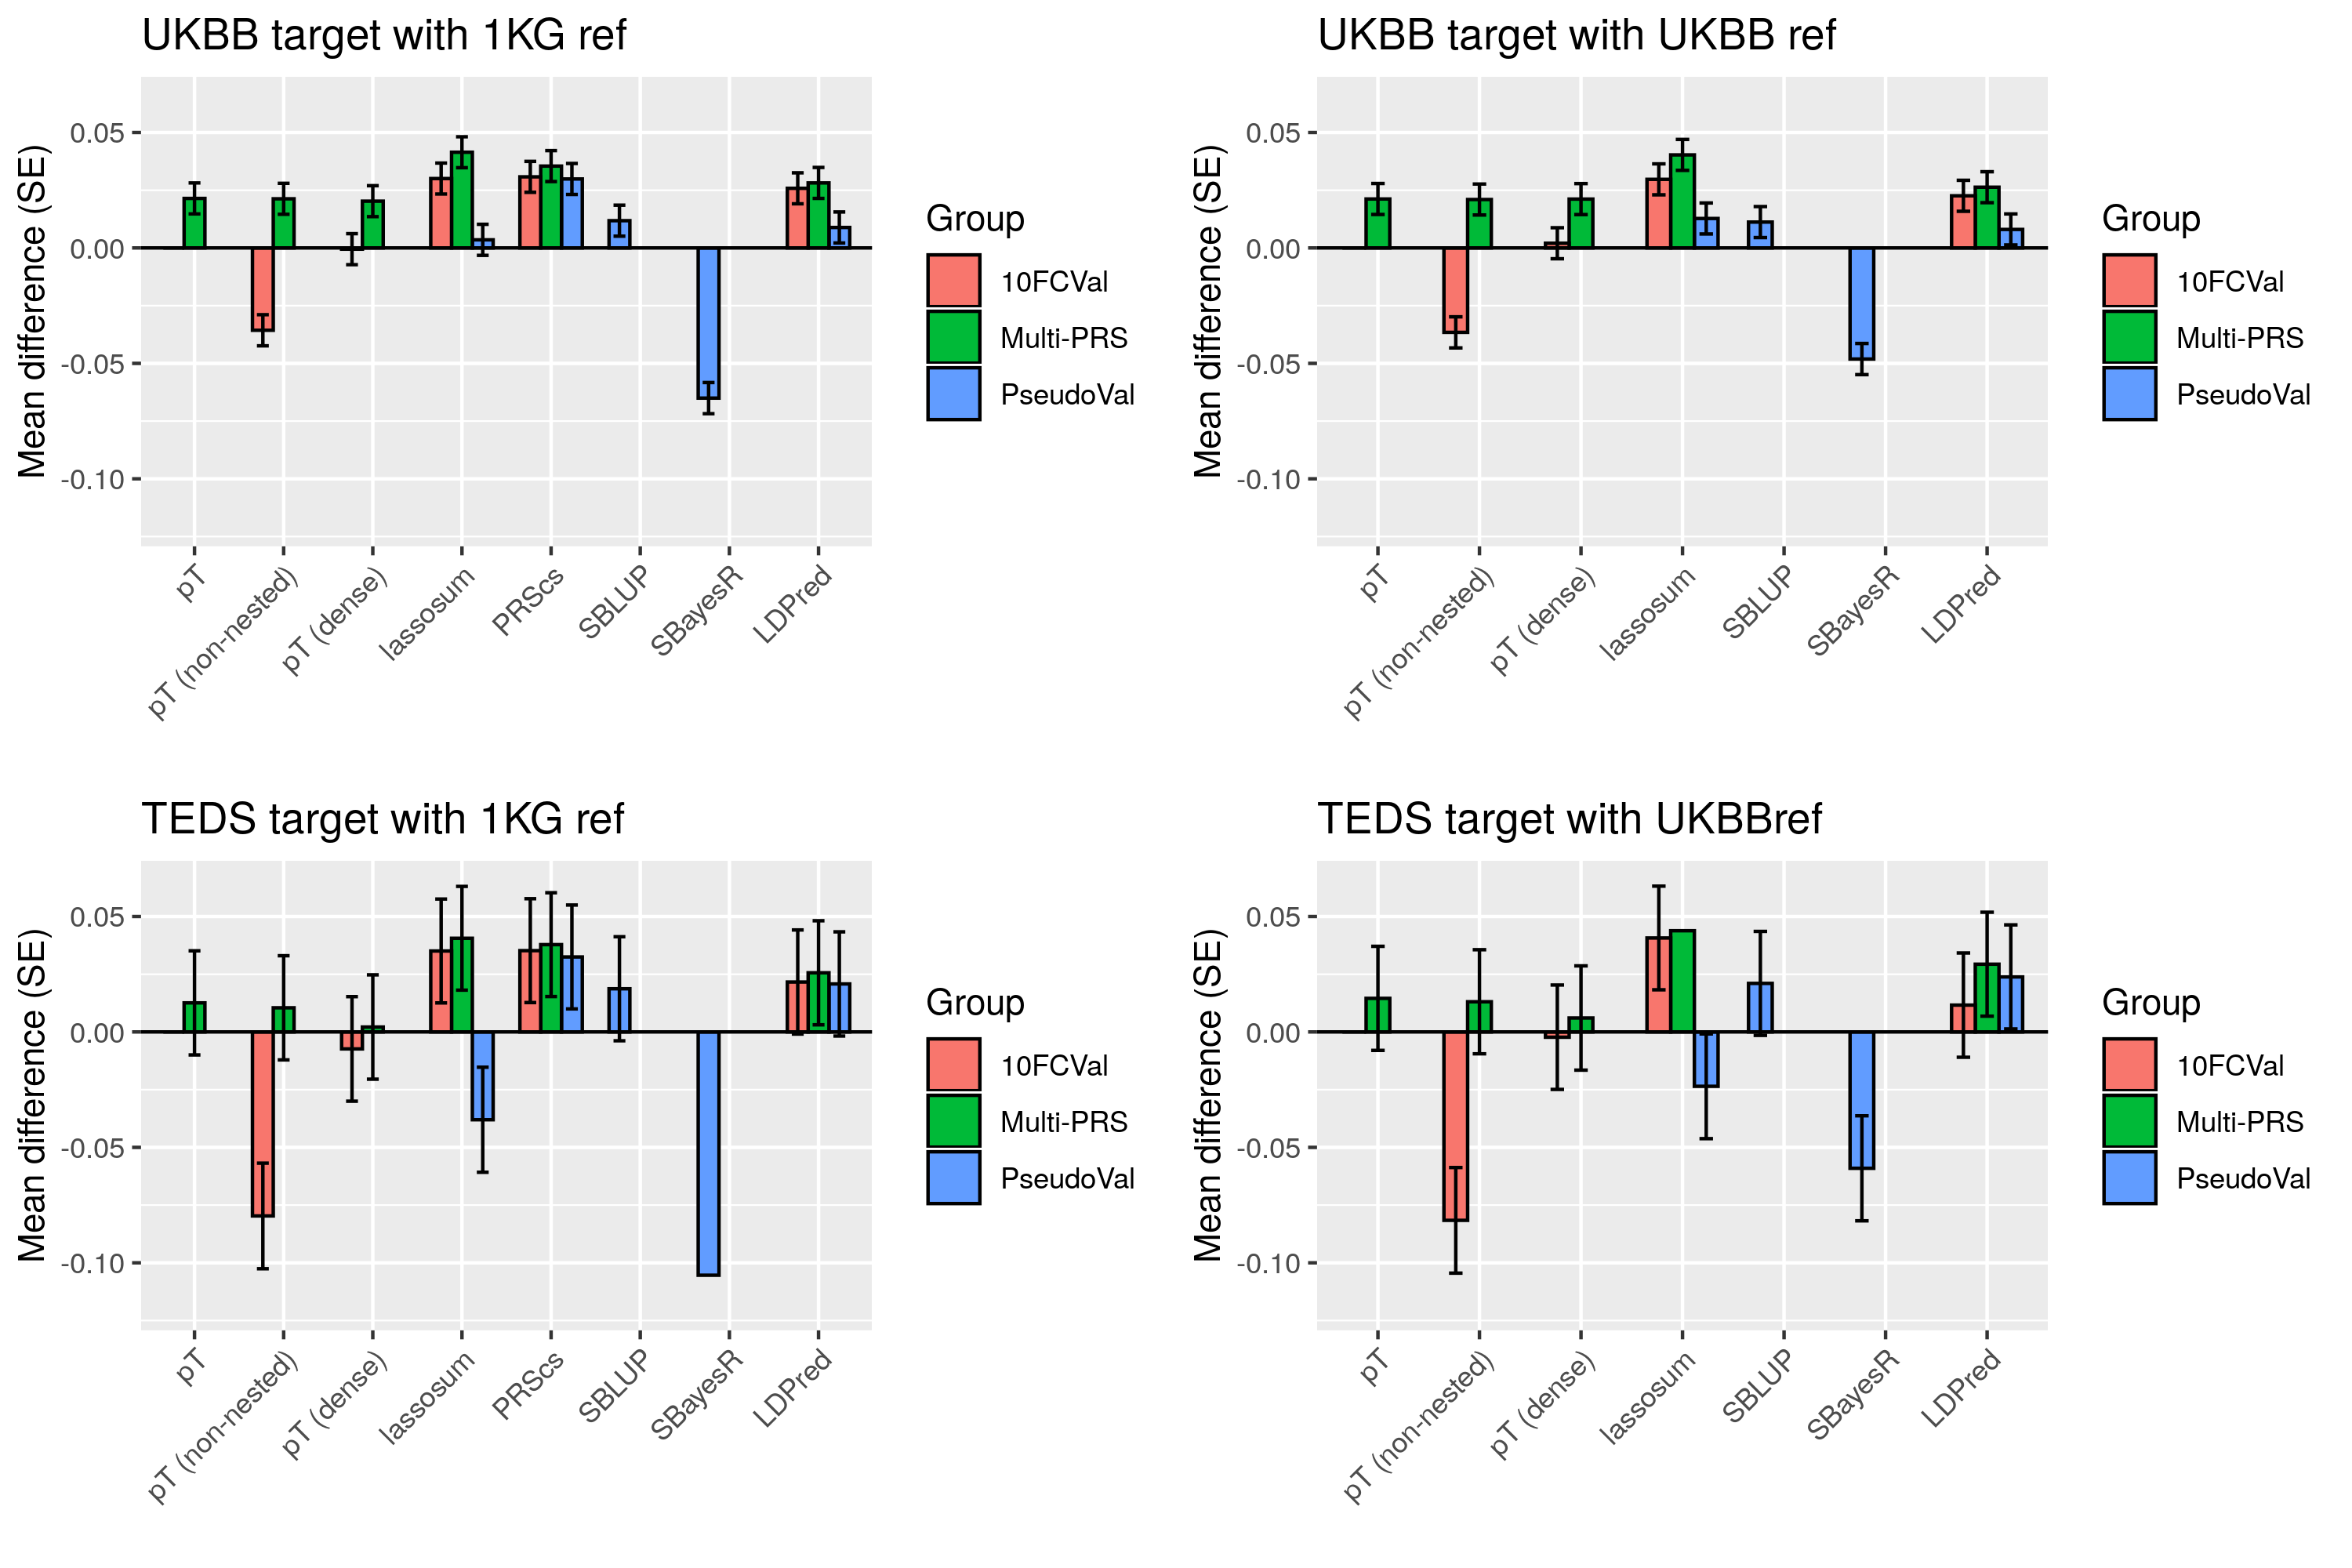 UKBB target with 1KG ref
Mean difference (SE)
0.05
0.00
-0.05
-0.10
pT
pT (non-nested)
pT (dense)
lassosum
PRScs
SBLUP
SBayesR
LDPred
Group
10FCVal
Multi-PRS
PseudoVal
UKBB target with UKBB ref
Mean difference (SE)
0.05
0.00
-0.05
-0.10
pT
pT (non-nested)
pT (dense)
lassosum
SBLUP
SBayesR
LDPred
Group
10FCVal
Multi-PRS
PseudoVal
TEDS target with 1KG ref
Mean difference (SE)
0.05
0.00
-0.05
-0.10
pT
pT (non-nested)
pT (dense)
lassosum
PRScs
SBLUP
SBayesR
LDPred
Group
10FCVal
Multi-PRS
PseudoVal
TEDS target with UKBBref
Mean difference (SE)
0.05
0.00
-0.05
-0.10
pT
pT (non-nested)
pT (dense)
lassosum
SBLUP
SBayesR
LDPred
Group
10FCVal
Multi-PRS
PseudoVal